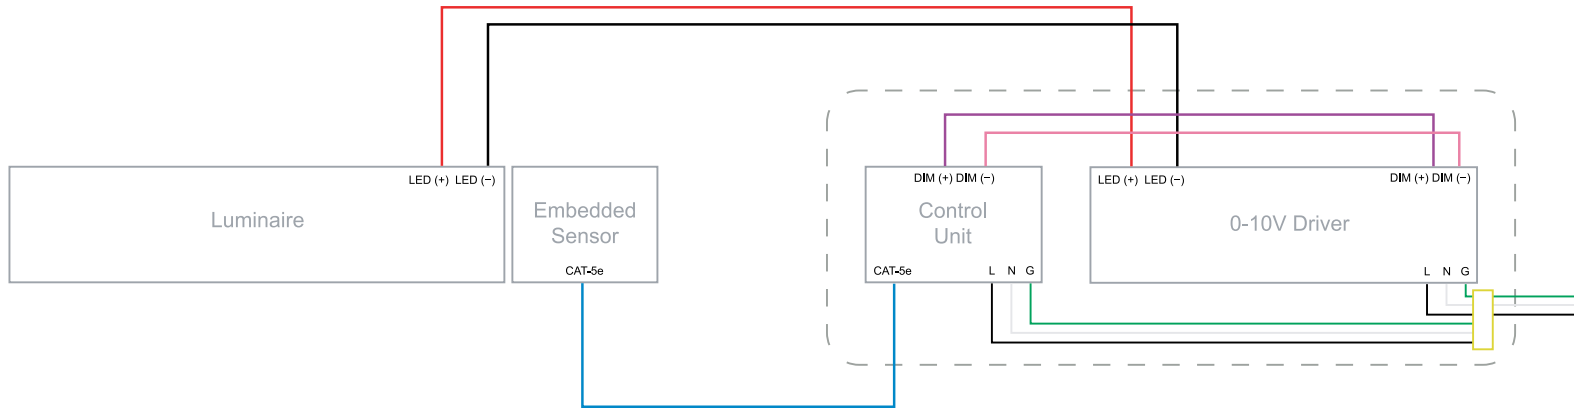 LED (+) LED (−)
Luminaire
Embedded
Sensor
CAT-5e
DIM (+) DIM (−)
Control
Unit
CAT-5e
L N G
LED (+) LED (−)
DIM (+) DIM (−)
0-10V Driver
L N G